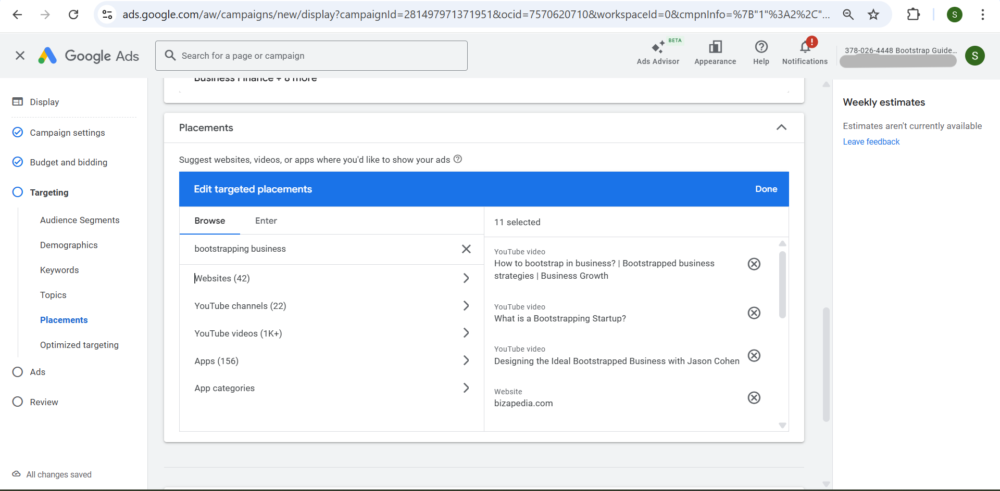 ads.google.com/aw/campaigns/new/display?campaignId=281497971371951&ocid=7570620710&workspaceId=0&cmpnInfo=%7B"1"%3A2%2C"...
S
Google Ads
Search for a page or campaign
BETA
Ads Advisor
Appearance
Help
!
Notifications
378-026-4448 Bootstrap Guide...
S
Display
Campaign settings
Budget and bidding
Targeting
Audience Segments
Demographics
Keywords
Topics
Placements
Optimized targeting
Ads
Review
All changes saved
Business Finance + 8 more
Placements
Suggest websites, videos, or apps where you'd like to show your ads
Edit targeted placements
Done
Browse
Enter
bootstrapping business
Websites (42)
YouTube channels (22)
YouTube videos (1K+)
Apps (156)
App categories
11 selected
YouTube video
How to bootstrap in business? | Bootstrapped business
strategies | Business Growth
YouTube video
What is a Bootstrapping Startup?
YouTube video
Designing the Ideal Bootstrapped Business with Jason Cohen
Website
bizapedia.com
Weekly estimates
Estimates aren't currently available
Leave feedback